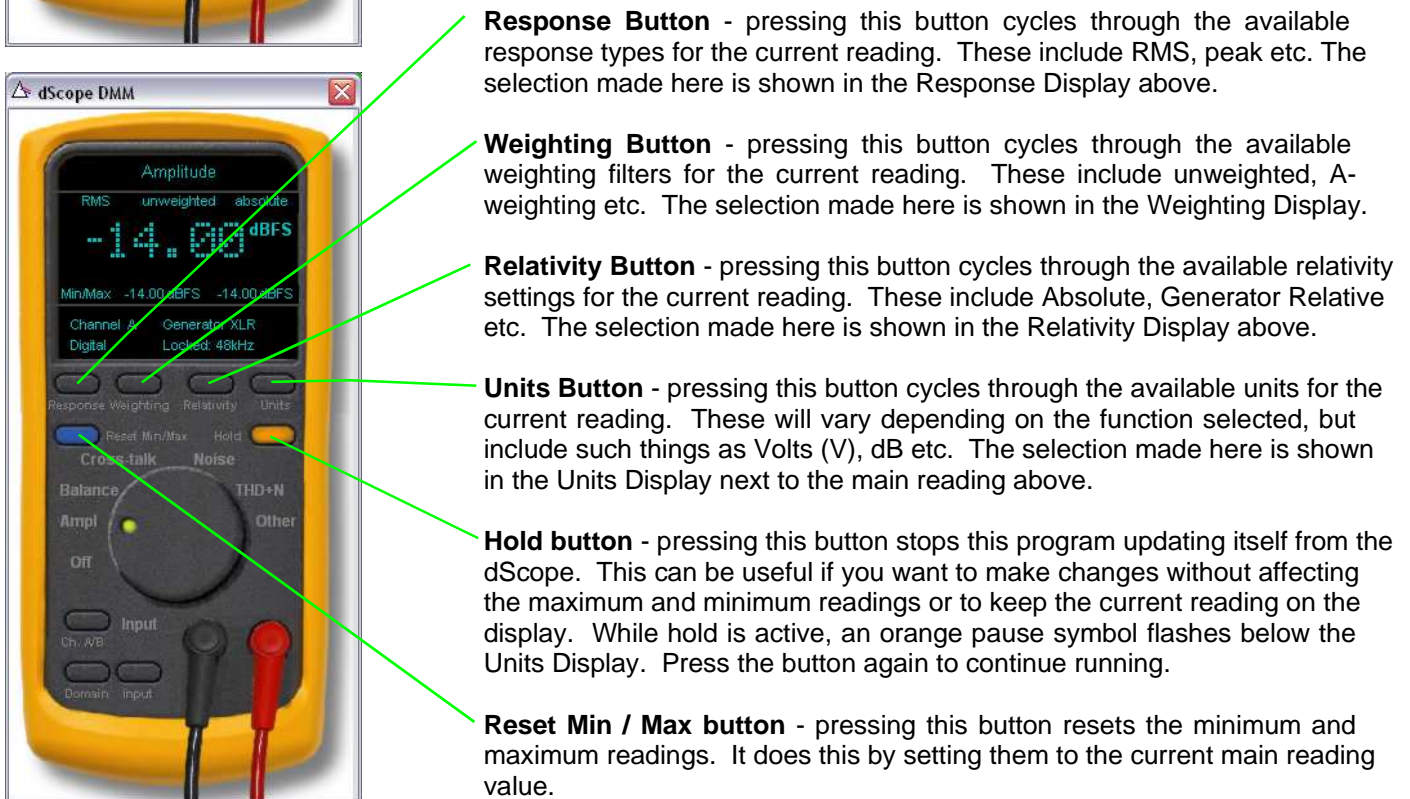 dScope DMM
Amplitude
RMS unweighted absolute
-14.00 dBFS
Min/Max -14.00dBFS -14.00dBFS
Channel A Generator XLR
Digital Locked: 48kHz
Response Weighting Relativity Units
Reset Min/Max Hold
Cross-talk Noise
Balance THD+N
Ampl Other
Off
Input
Ch. A/B
Domain Input
Response Button - pressing this button cycles through the available
response types for the current reading. These include RMS, peak etc. The
selection made here is shown in the Response Display above.
Weighting Button - pressing this button cycles through the available
weighting filters for the current reading. These include unweighted, A-
weighting etc. The selection made here is shown in the Weighting Display.
Relativity Button - pressing this button cycles through the available relativity
settings for the current reading. These include Absolute, Generator Relative
etc. The selection made here is shown in the Relativity Display above.
Units Button - pressing this button cycles through the available units for the
current reading. These will vary depending on the function selected, but
include such things as Volts (V), dB etc. The selection made here is shown
in the Units Display next to the main reading above.
Hold button - pressing this button stops this program updating itself from the
dScope. This can be useful if you want to make changes without affecting
the maximum and minimum readings or to keep the current reading on the
display. While hold is active, an orange pause symbol flashes below the
Units Display. Press the button again to continue running.
Reset Min / Max button - pressing this button resets the minimum and
maximum readings. It does this by setting them to the current main reading
value.